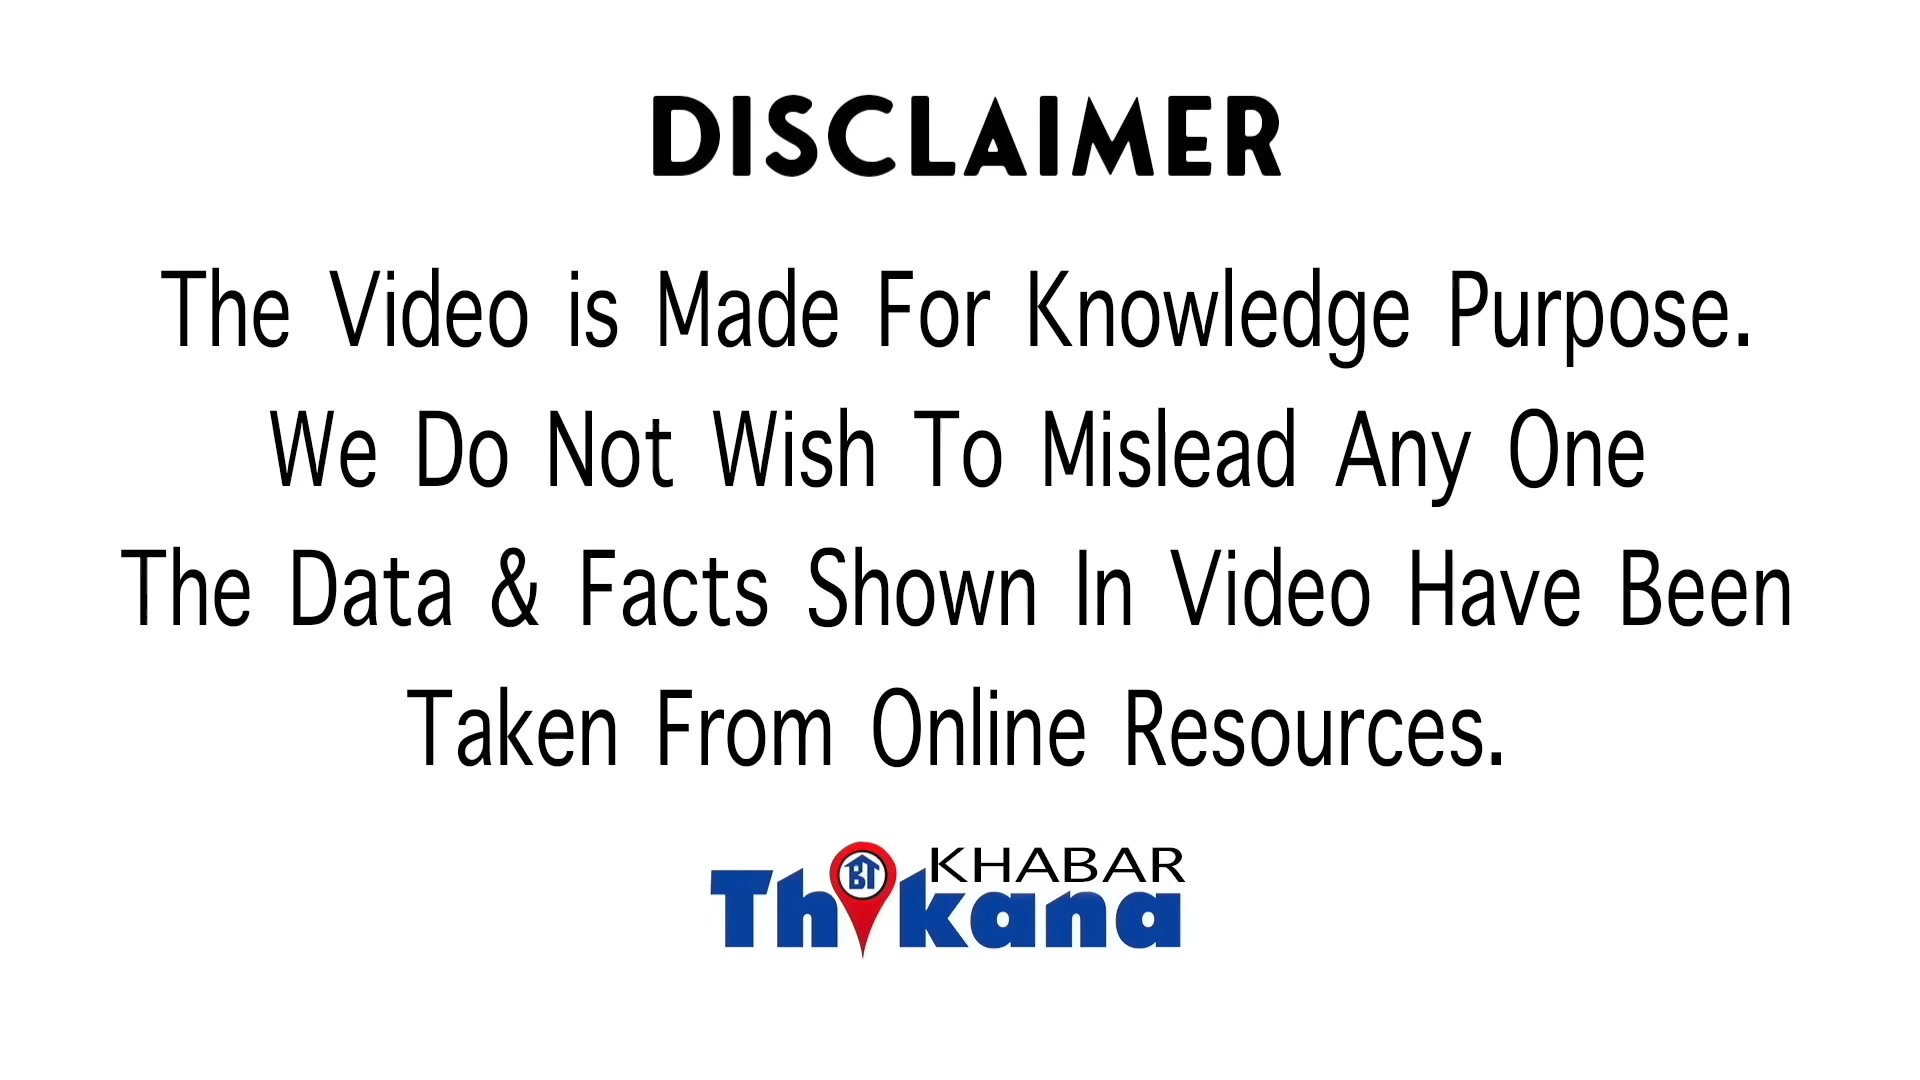 DISCLAIMER
The Video is Made For Knowledge Purpose.
We Do Not Wish To Mislead Any One
The Data & Facts Shown In Video Have Been
Taken From Online Resources.
KHABAR
BT
Thikana